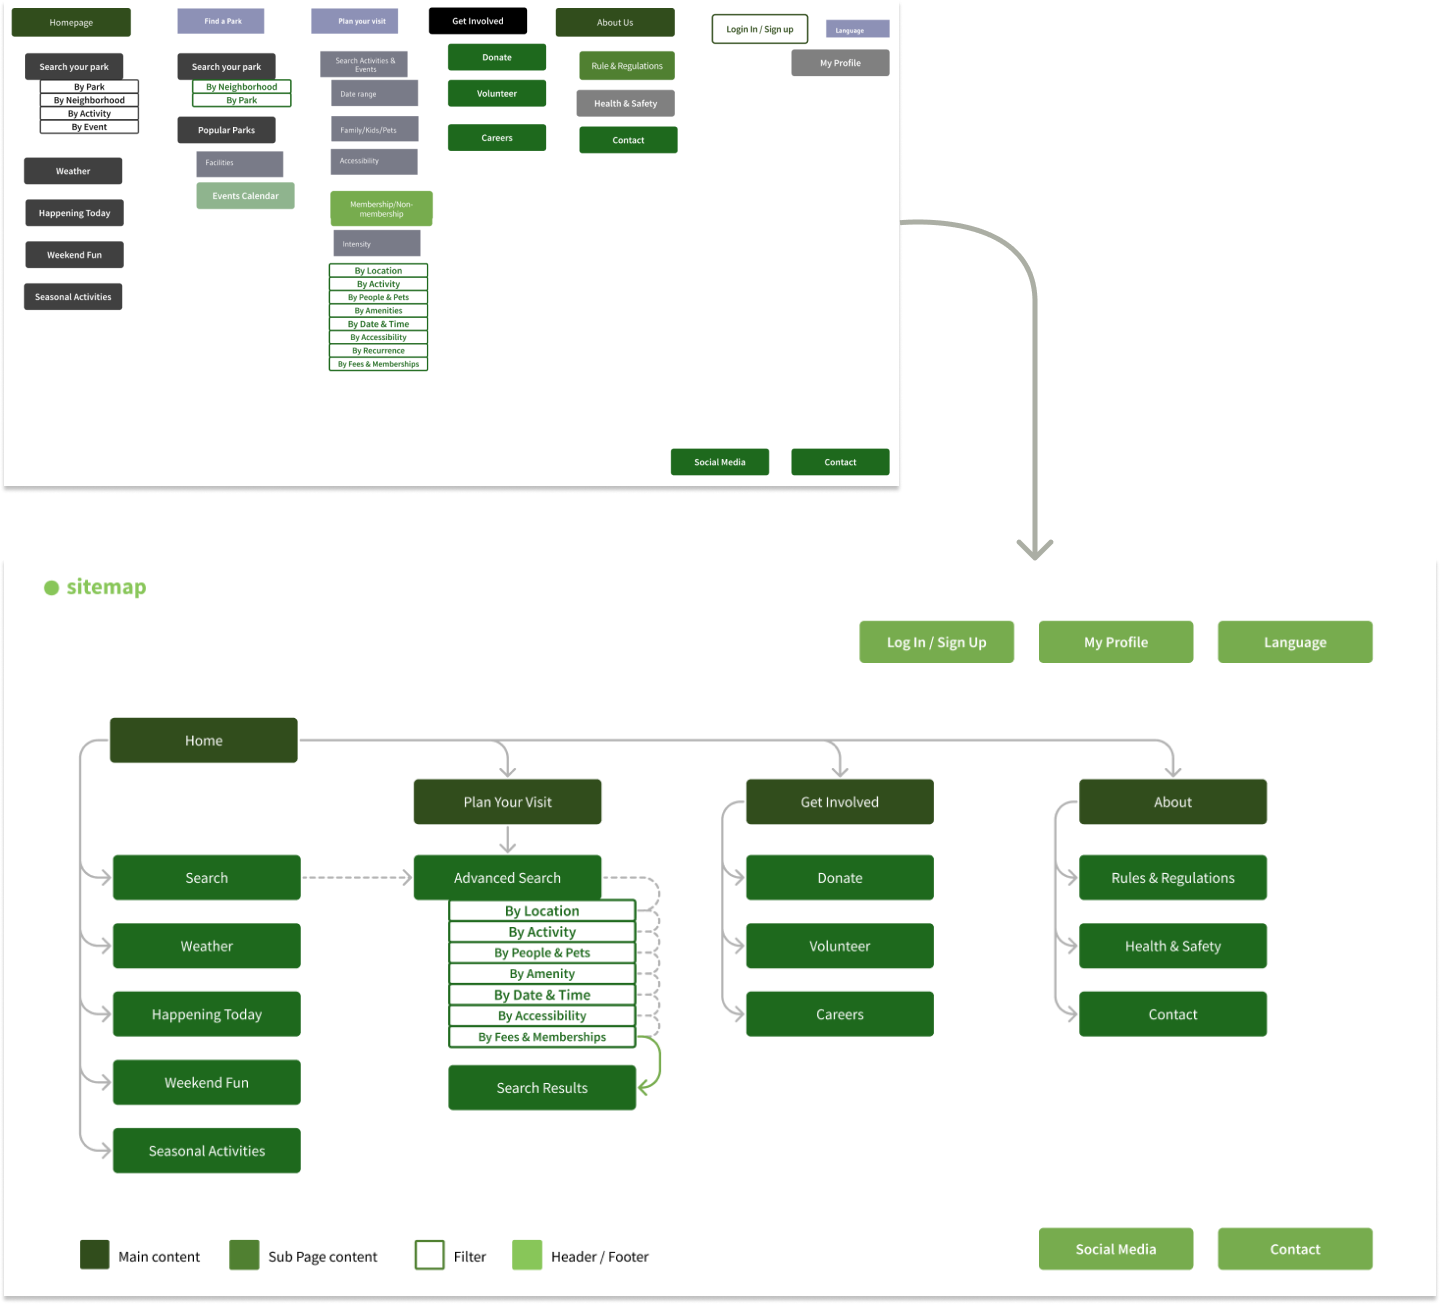 Homepage
Find a Park
Plan your visit
Get Involved
About Us
Login In / Sign up
Language
Search your park
By Park
By Neighborhood
By Activity
By Event
Weather
Happening Today
Weekend Fun
Seasonal Activities
Search your park
By Neighborhood
By Park
Popular Parks
Facilities
Events Calendar
Search Activities &
Events
Date range
Family/Kids/Pets
Accessibility
Membership/Non-
membership
Intensity
By Location
By Activity
By People & Pets
By Amenities
By Date & Time
By Accessibility
By Recurrence
By Fees & Memberships
Donate
Volunteer
Careers
Rule & Regulations
Health & Safety
Contact
My Profile
Social Media
Contact
sitemap
Log In / Sign Up
My Profile
Language
Home
Plan Your Visit
Get Involved
About
Search
Weather
Happening Today
Weekend Fun
Seasonal Activities
Advanced Search
By Location
By Activity
By People & Pets
By Amenity
By Date & Time
By Accessibility
By Fees & Memberships
Search Results
Donate
Volunteer
Careers
Rules & Regulations
Health & Safety
Contact
Main content
Sub Page content
Filter
Header / Footer
Social Media
Contact